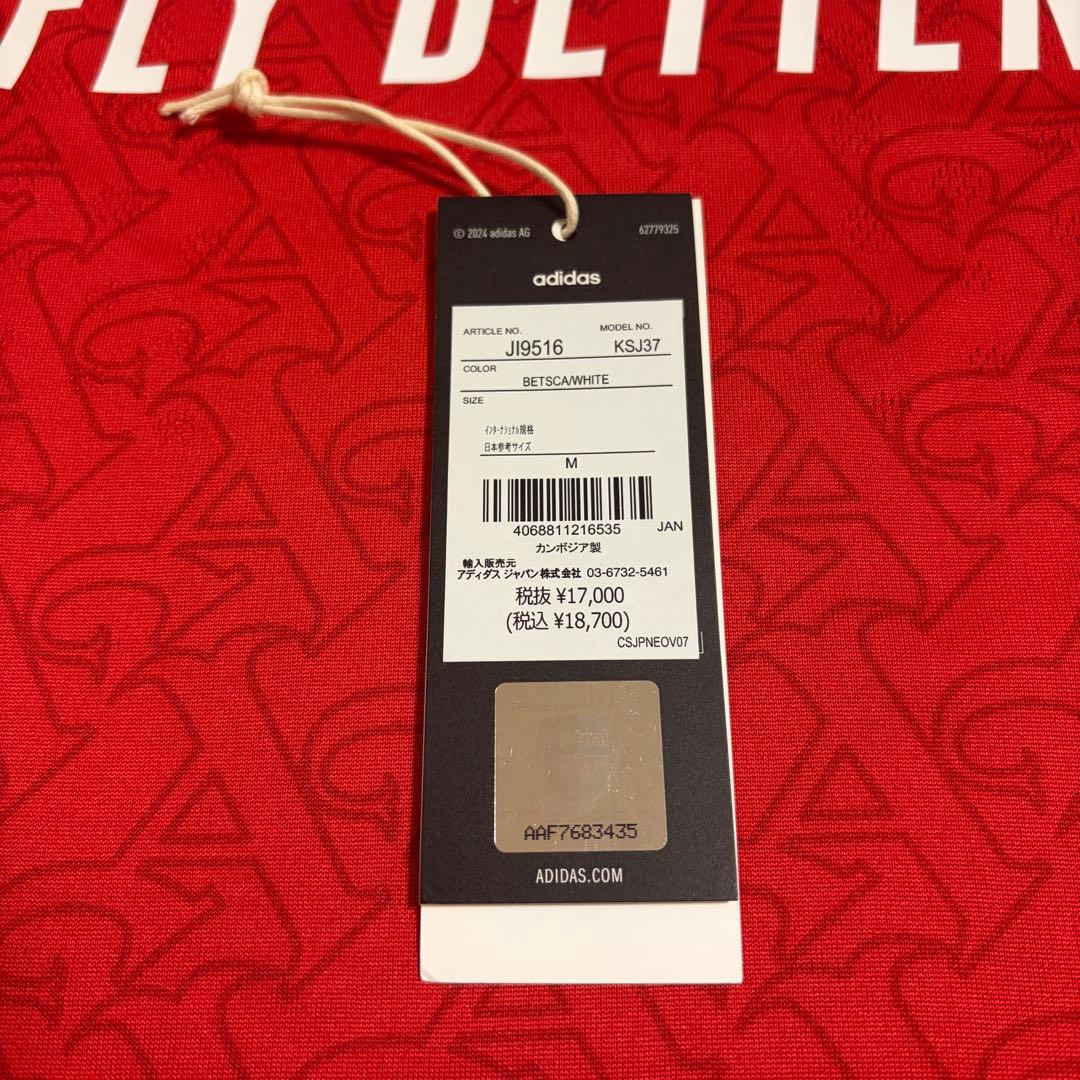 FLY BETTER
© 2024 adidas AG 62779325
adidas
ARTICLE NO. MODEL NO.
JI9516 KSJ37
COLOR
BETSCA/WHITE
SIZE
ｲﾝﾀｰﾅｼｮﾅﾙ規格
日本参考サイズ
M
4068811216535 JAN
カンボジア製
輸入販売元
アディダス ジャパン株式会社 03-6732-5461
税抜 ¥17,000
(税込 ¥18,700)
CSJPNEOV07
AAF7683435
ADIDAS.COM